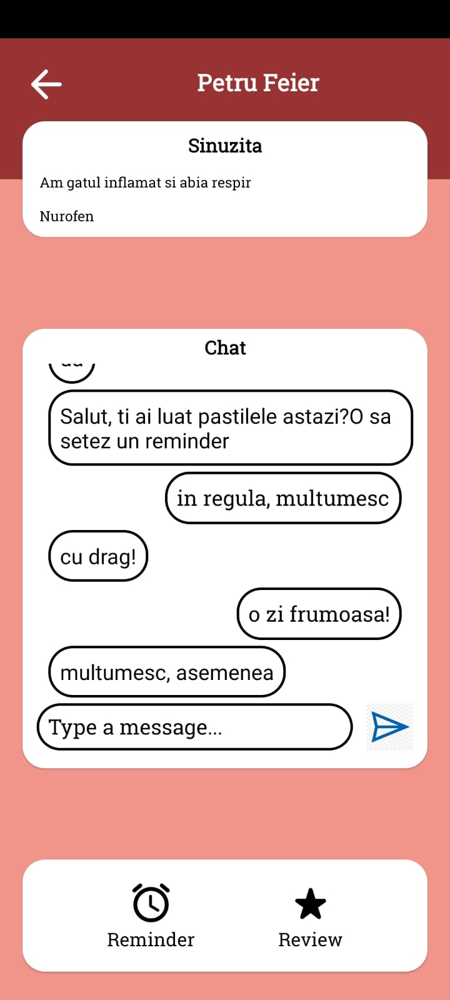 Petru Feier
Sinuzita
Am gatul inflamat si abia respir
Nurofen
Chat
Salut, ti ai luat pastilele astazi?O sa
setez un reminder
in regula, multumesc
cu drag!
o zi frumoasa!
multumesc, asemenea
Type a message...
Reminder
Review